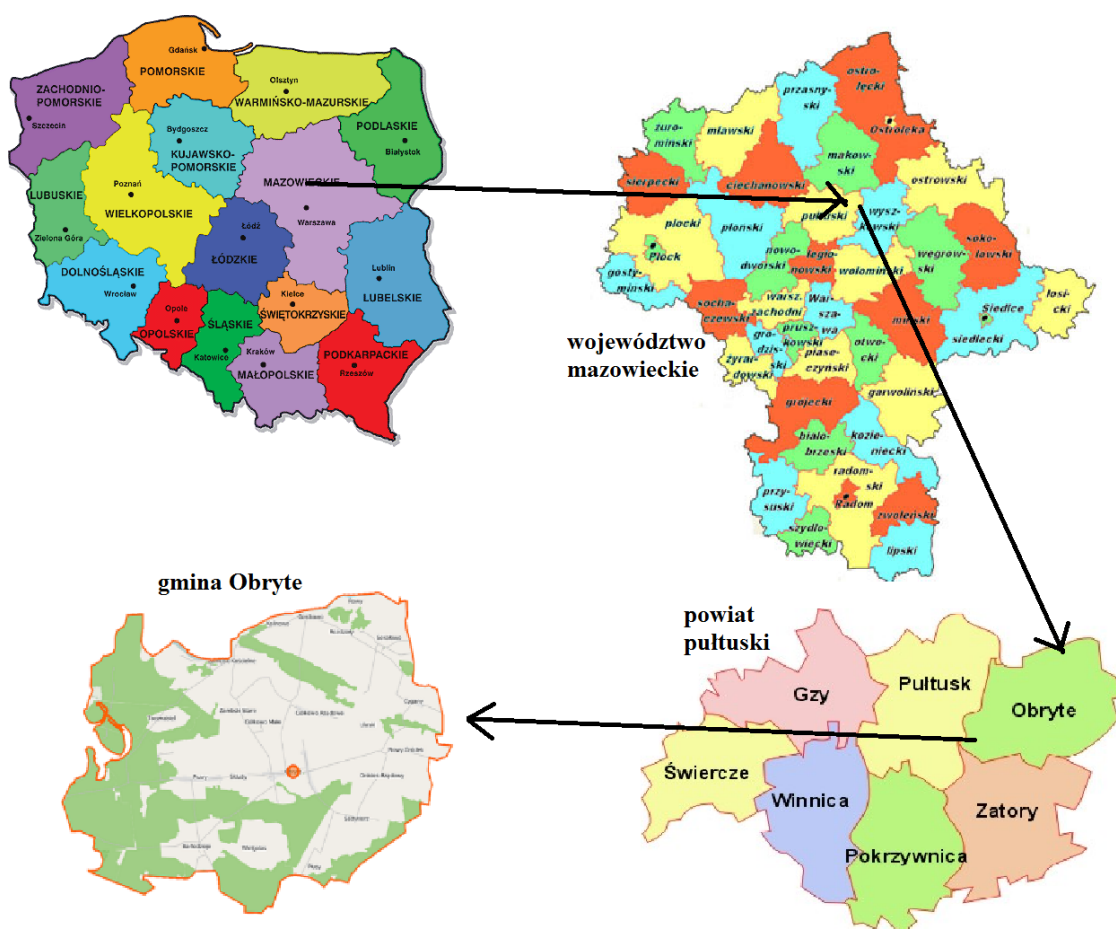 Gdańsk
POMORSKIE
Olsztyn
WARMIŃSKO-MAZURSKIE
ZACHODNIO-
POMORSKIE
Szczecin
Bydgoszcz
KUJAWSKO-
POMORSKIE
PODLASKIE
Białystok
LUBUSKIE
Zielona Góra
Poznań
WIELKOPOLSKIE
MAZOWIECKIE
Warszawa
Łódź
ŁÓDZKIE
DOLNOŚLĄSKIE
Wrocław
Lublin
LUBELSKIE
Opole
OPOLSKIE
ŚLĄSKIE
Katowice
Kielce
ŚWIĘTOKRZYSKIE
Kraków
MAŁOPOLSKIE
PODKARPACKIE
Rzeszów
ostro-
łęcki
przasny-
ski
Ostrołęka
żuro-
miński
mławski
makow-
ski
sierpecki
ciechanowski
ostrowski
płocki
Płock
płoński
pułtuski
wysz-
kowski
soko-
łowski
węgrow-
ski
gosty-
niński
nowo-
dworski
legio-
nowski
wołomiński
socha-
czewski
warsz.
zachodni
War-
sza-
wa
miński
Siedlce
siedlecki
łosi-
cki
grodzis-
ki
prusz-
kowski
otwo-
cki
żyrar-
dowski
piase-
czyński
garwoliński
grójecki
biało-
brzeski
kozie-
niecki
radom-
ski
Radom
przy-
suski
zwoleński
szydło-
wiecki
lipski
województwo
mazowieckie
gmina Obryte
powiat
pułtuski
Gzy
Pułtusk
Obryte
Świercze
Winnica
Pokrzywnica
Zatory